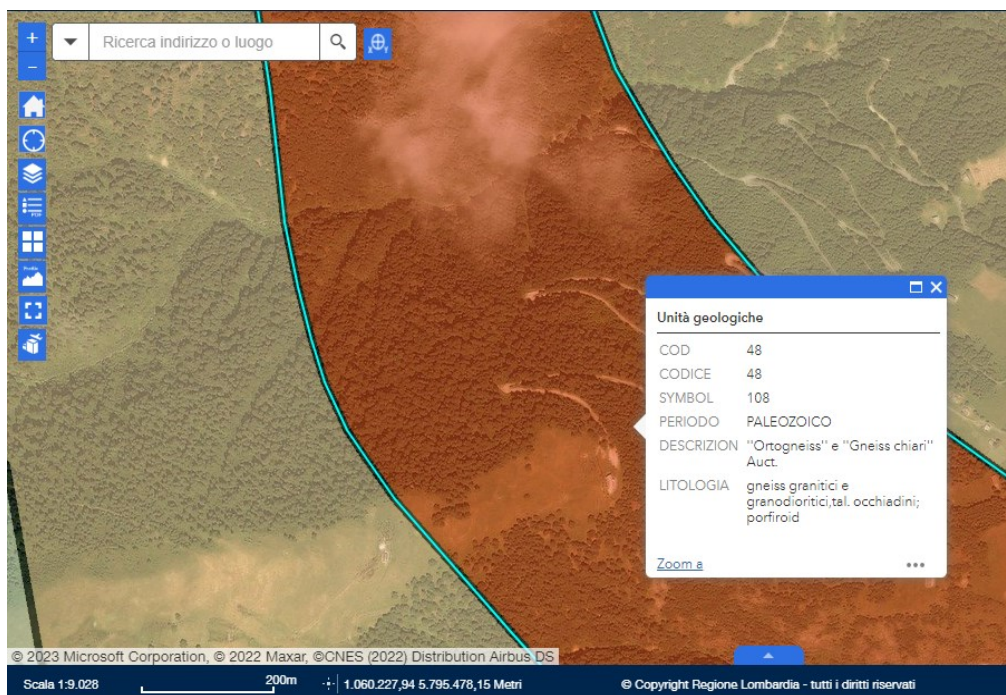 +
Ricerca indirizzo o luogo
−
PDF
Profilo
Unità geologiche
COD 48
CODICE 48
SYMBOL 108
PERIODO PALEOZOICO
DESCRIZION "Ortogneiss" e "Gneiss chiari"
Auct.
LITOLOGIA gneiss granitici e
granodioritici,tal. occhiadini;
porfiroid
Zoom a
© 2023 Microsoft Corporation, © 2022 Maxar, ©CNES (2022) Distribution Airbus DS
Scala 1:9.028
200m
1.060.227,94 5.795.478,15 Metri
© Copyright Regione Lombardia - tutti i diritti riservati